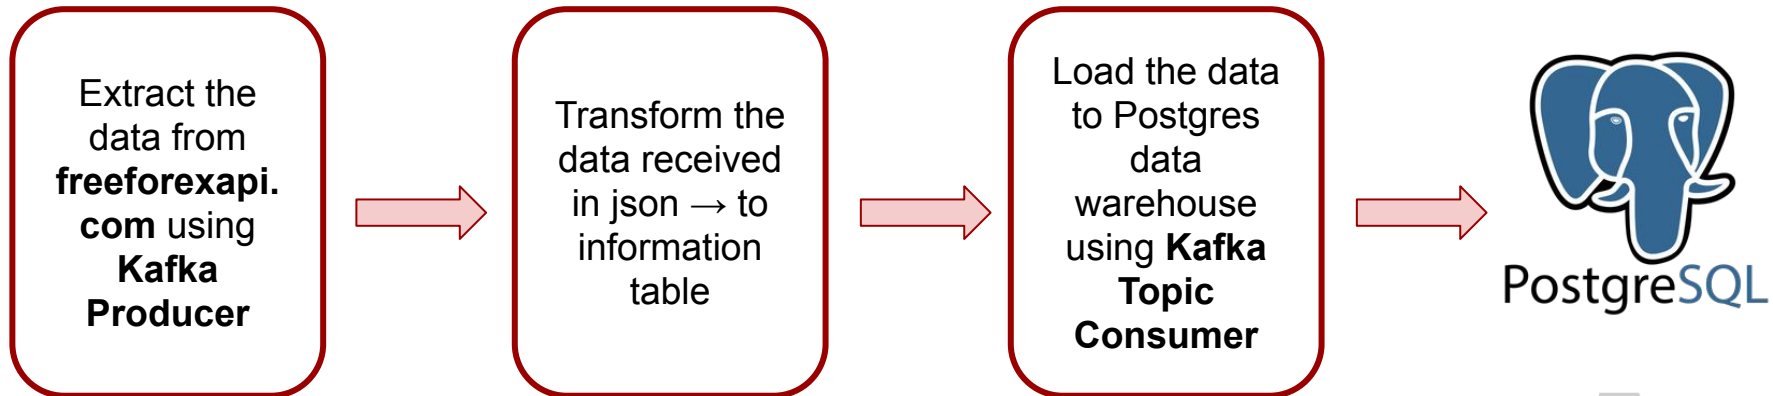 Extract the
data from
freeforexapi.
com using
Kafka
Producer
Transform the
data received
in json → to
information
table
Load the data
to Postgres
data
warehouse
using Kafka
Topic
Consumer
PostgreSQL